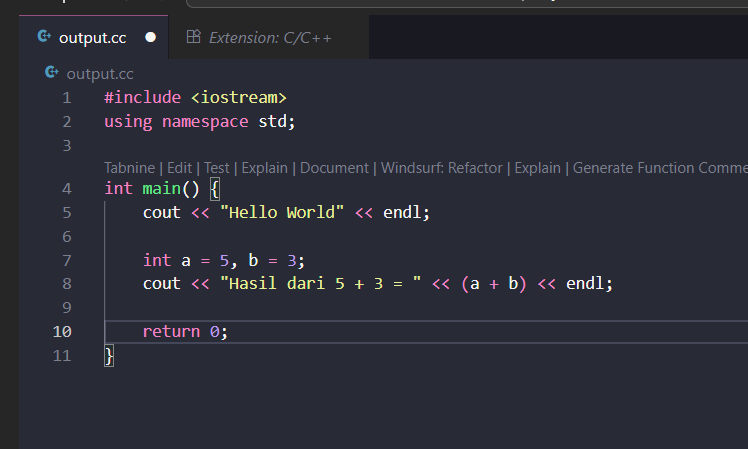 output.cc
Extension: C/C++
output.cc
1 #include <iostream>
2 using namespace std;
3
Tabnine | Edit | Test | Explain | Document | Windsurf: Refactor | Explain | Generate Function Comme
4 int main() {
5     cout << "Hello World" << endl;
6
7     int a = 5, b = 3;
8     cout << "Hasil dari 5 + 3 = " << (a + b) << endl;
9
10     return 0;
11 }